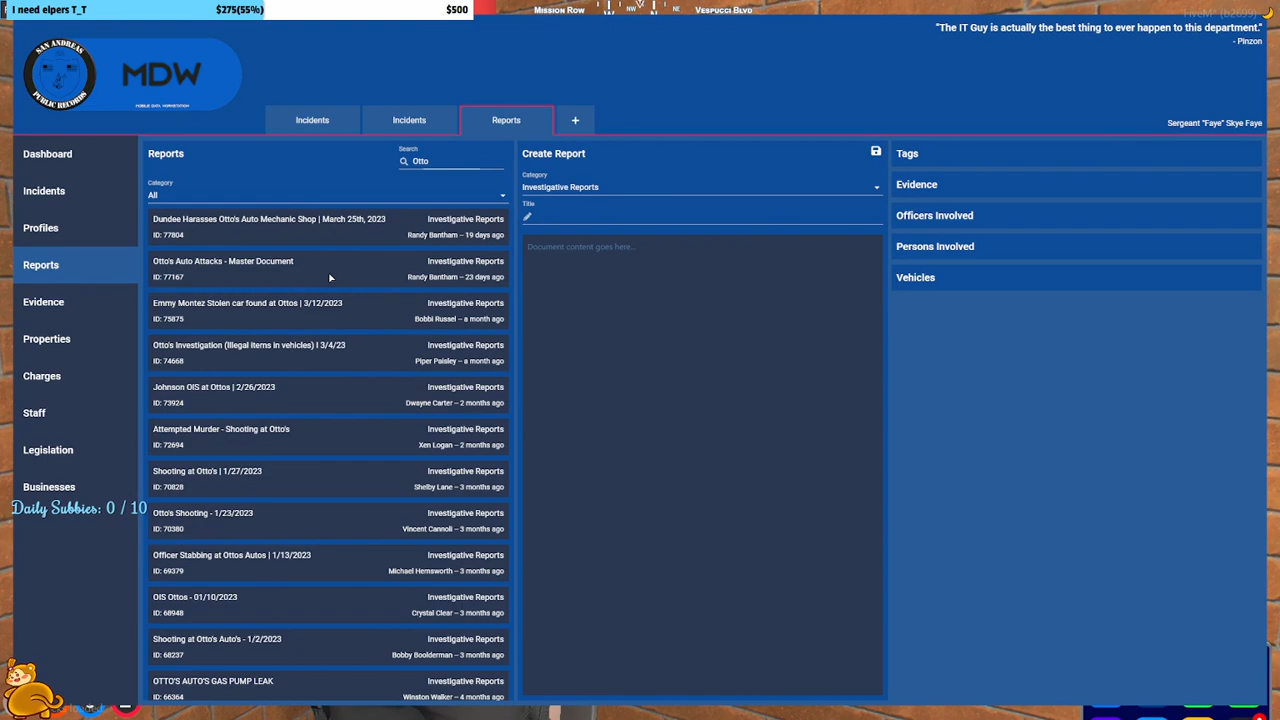 I need elpers T_T
$275(55%)
$500
Mission Row
NW
NE
Vespucci Blvd
FiveM® (b2699)
"The IT Guy is actually the best thing to ever happen to this department."
- Pinzon
SAN ANDREAS
PUBLIC RECORDS
MDW
MOBILE DATA WORKSTATION
Incidents
Incidents
Reports
+
Sergeant "Faye" Skye Faye
Dashboard
Incidents
Profiles
Reports
Evidence
Properties
Charges
Staff
Legislation
Businesses
Daily Subbies: 0 / 10
Reports
Search
Otto
Category
All
Dundee Harasses Otto's Auto Mechanic Shop | March 25th, 2023 Investigative Reports
ID: 77804 Randy Bantham – 19 days ago
Otto's Auto Attacks - Master Document Investigative Reports
ID: 77167 Randy Bantham – 23 days ago
Emmy Montez Stolen car found at Ottos | 3/12/2023 Investigative Reports
ID: 75875 Bobbi Russel – a month ago
Otto's Investigation (Illegal items in vehicles) I 3/4/23 Investigative Reports
ID: 74668 Piper Paisley – a month ago
Johnson OIS at Ottos | 2/26/2023 Investigative Reports
ID: 73924 Dwayne Carter – 2 months ago
Attempted Murder - Shooting at Otto's Investigative Reports
ID: 72694 Xen Logan – 2 months ago
Shooting at Otto's | 1/27/2023 Investigative Reports
ID: 70828 Shelby Lane – 3 months ago
Otto's Shooting - 1/23/2023 Investigative Reports
ID: 70380 Vincent Cannoli – 3 months ago
Officer Stabbing at Ottos Autos | 1/13/2023 Investigative Reports
ID: 69379 Michael Hemsworth – 3 months ago
OIS Ottos - 01/10/2023 Investigative Reports
ID: 68948 Crystal Clear – 3 months ago
Shooting at Otto's Auto's - 1/2/2023 Investigative Reports
ID: 68237 Bobby Boolderman – 3 months ago
OTTO'S AUTO'S GAS PUMP LEAK Investigative Reports
ID: 66364 Winston Walker – 4 months ago
Create Report
Category
Investigative Reports
Title
Document content goes here...
Tags
Evidence
Officers Involved
Persons Involved
Vehicles